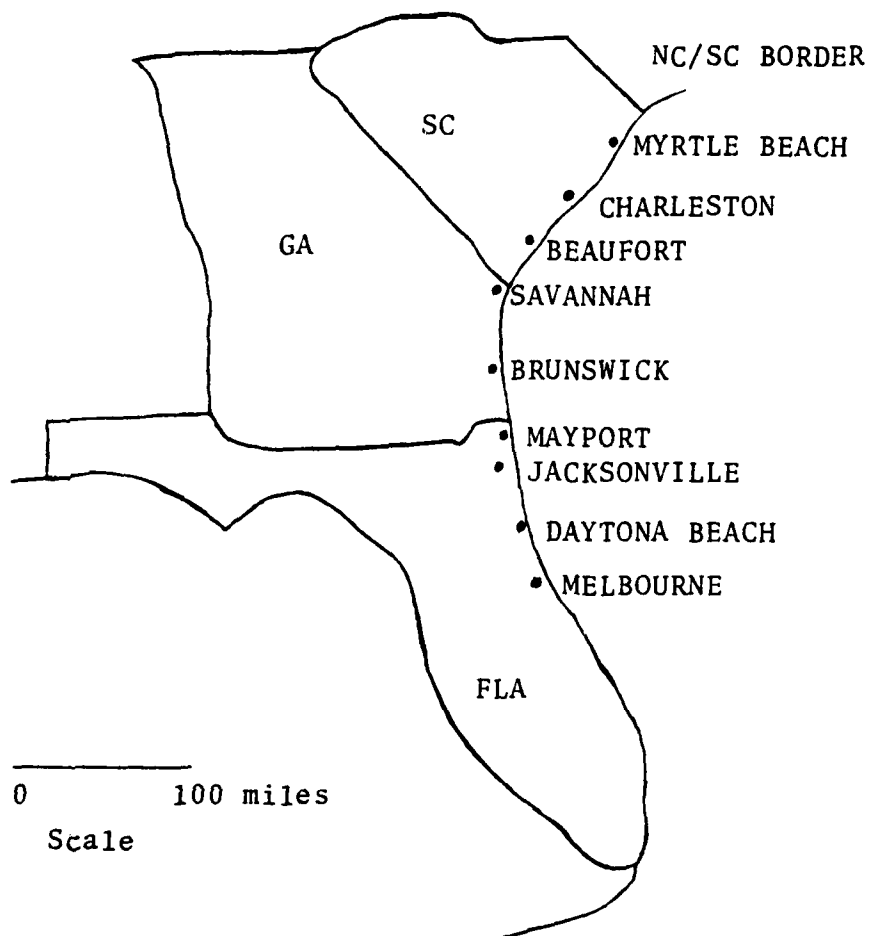 NC/SC BORDER
SC
MYRTLE BEACH
CHARLESTON
GA
BEAUFORT
SAVANNAH
BRUNSWICK
MAYPORT
JACKSONVILLE
DAYTONA BEACH
MELBOURNE
FLA
0 100 miles
Scale